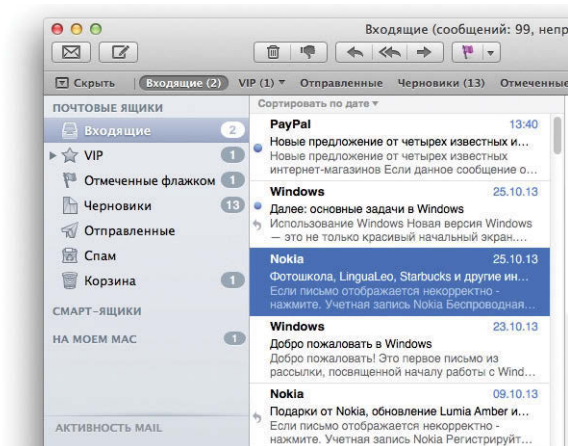 Входящие (сообщений: 99, непр
Скрыть
Входящие (2)
VIP (1)
Отправленные
Черновики (13)
Отмеченные
ПОЧТОВЫЕ ЯЩИКИ
Входящие 2
VIP 1
Отмеченные флажком 1
Черновики 13
Отправленные
Спам
Корзина 1
СМАРТ-ЯЩИКИ
НА МОЕМ MAC 1
АКТИВНОСТЬ MAIL
Сортировать по дате
PayPal 13:40
Новые предложение от четырех известных и...
Новые предложение от четырех известных
интернет-магазинов Если данное сообщение о...
Windows 25.10.13
Далее: основные задачи в Windows
Использование Windows Новая версия Windows
— это не только красивый начальный экран....
Nokia 25.10.13
Фотошкола, LinguaLeo, Starbucks и другие ин...
Если письмо отображается некорректно -
нажмите. Учетная запись Nokia Беспроводная...
Windows 23.10.13
Добро пожаловать в Windows
Добро пожаловать! Это первое письмо из
рассылки, посвященной началу работы с Wind...
Nokia 09.10.13
Подарки от Nokia, обновление Lumia Amber и...
Если письмо отображается некорректно -
нажмите. Учетная запись Nokia Регистрируйт...